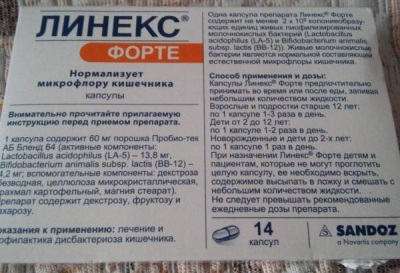 ЛИНЕКС®
ФОРТЕ
Нормализует
микрофлору кишечника
капсулы
Внимательно прочитайте прилагаемую
инструкцию перед приемом препарата.
1 капсула содержит 60 мг порошка Пробио-тек
АБ Бленд 64 (активные компоненты:
Lactobacillus acidophilus (LA-5) – 13,8 мг,
Bifidobacterium animalis subsp. lactis (BB-12) –
4,2 мг; вспомогательные компоненты: декстроза
безводная, целлюлоза микрокристаллическая,
крахмал картофельный, магния стеарат).
Препарат содержит декстрозу, фруктозу и
сахарозу.
Показания к применению: лечение и
профилактика дисбактериоза кишечника.
Одна капсула препарата Линекс® Форте
содержит не менее 2 x 10⁹ колониеобразу-
ющих единиц живых лиофилизированных
молочнокислых бактерий (Lactobacillus
acidophilus (LA-5) и Bifidobacterium animalis
subsp. lactis (BB-12)). Живые молочнокислые
бактерии являются нормальной составляющей
естественной микрофлоры кишечника.
Способ применения и дозы:
Капсулы Линекс® Форте предпочтительно
принимать во время или после еды, запивая
небольшим количеством жидкости.
Взрослые и подростки старше 12 лет:
по 1 капсуле 1-3 раза в день.
Дети от 2 до 12 лет:
по 1 капсуле 1-2 раза в день.
Новорожденные и дети до 2-х лет:
по 1 капсуле 1 раз в день.
При назначении Линекс® Форте детям и
пациентам, которые не могут проглотить
целую капсулу, ее необходимо вскрыть,
содержимое высыпать в ложку и смешать с
небольшим количеством жидкости.
Не следует превышать рекомендованные
ежедневные дозы препарата.
14
капсул
SANDOZ
a Novartis company